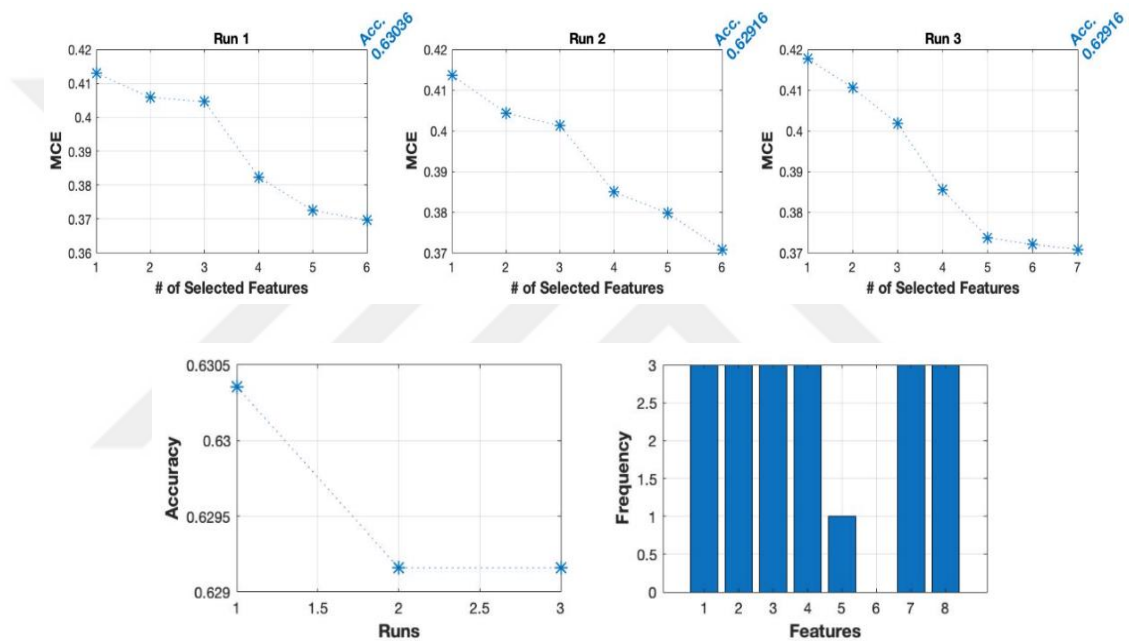 Run 1
Acc.
0.63036
0.42
0.41
0.4
0.39
0.38
0.37
0.36
MCE
1 2 3 4 5 6
# of Selected Features
Run 2
Acc.
0.62916
0.42
0.41
0.4
0.39
0.38
0.37
MCE
1 2 3 4 5 6
# of Selected Features
Run 3
Acc.
0.62916
0.42
0.41
0.4
0.39
0.38
0.37
MCE
1 2 3 4 5 6 7
# of Selected Features
0.6305
0.63
0.6295
0.629
Accuracy
1 1.5 2 2.5 3
Runs
3
2.5
2
1.5
1
0.5
0
Frequency
1 2 3 4 5 6 7 8
Features